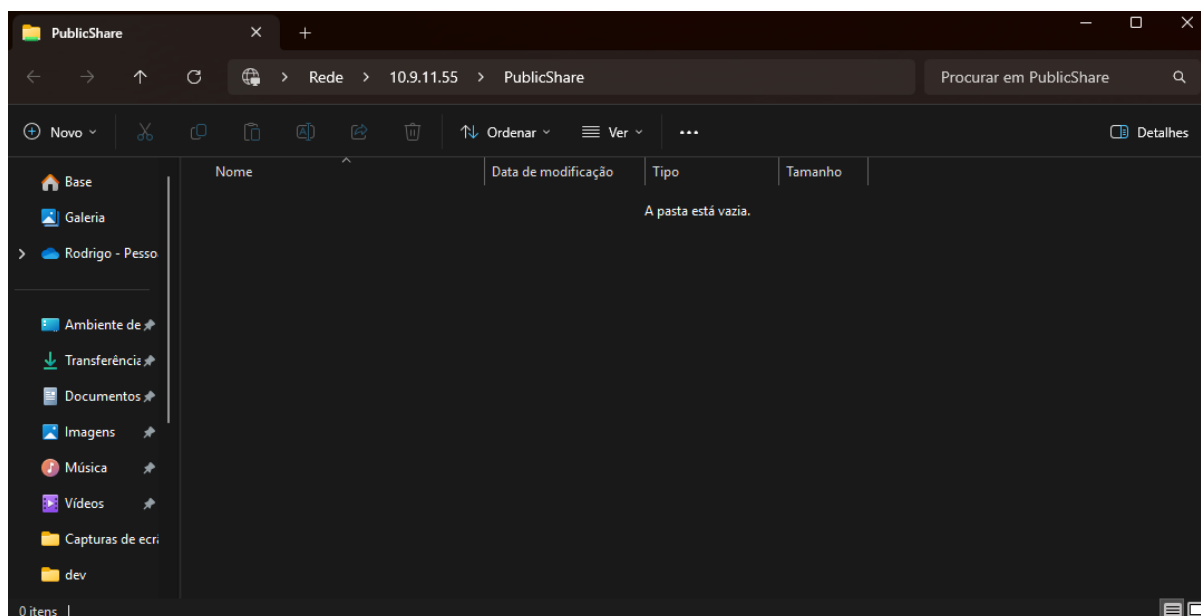 PublicShare
Rede > 10.9.11.55 > PublicShare
Procurar em PublicShare
Novo
Ordenar
Ver
Detalhes
Nome
Data de modificação
Tipo
Tamanho
A pasta está vazia.
Base
Galeria
Rodrigo - Pesso
Ambiente de
Transferência
Documentos
Imagens
Música
Vídeos
Capturas de ecrã
dev
0 itens